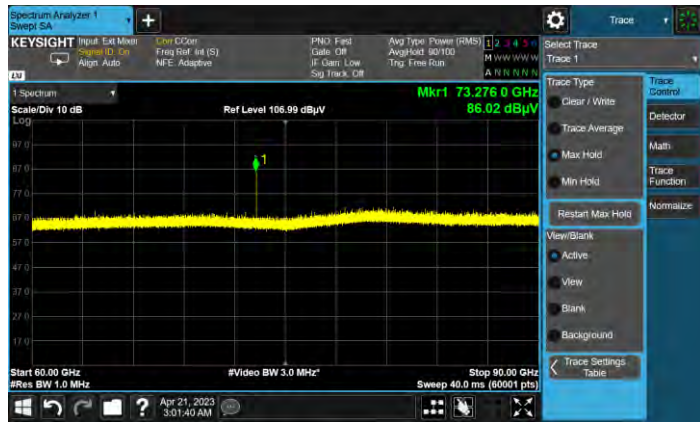 Spectrum Analyzer 1
Swept SA
Trace
KEYSIGHT
Input: Ext Mixer
Signal ID: On
Align: Auto
Corr CCorr
Freq Ref: Int (S)
NFE: Adaptive
PNO: Fast
Gate: Off
IF Gain: Low
Sig Track: Off
Avg Type: Power (RMS)
Avg|Hold: 90/100
Trig: Free Run
1 2 3 4 5 6
M W W W W W
A N N N N N
LXI
1 Spectrum
Scale/Div 10 dB
Ref Level 106.99 dBµV
Mkr1 73.276 0 GHz
86.02 dBµV
Log
97.0
87.0
77.0
67.0
57.0
47.0
37.0
27.0
17.0
1
Start 60.00 GHz
#Video BW 3.0 MHz*
Stop 90.00 GHz
#Res BW 1.0 MHz
Sweep 40.0 ms (60001 pts)
Select Trace
Trace 1
Trace Type
Clear / Write
Trace Average
Max Hold
Min Hold
Restart Max Hold
View/Blank
Active
View
Blank
Background
Trace Settings
Table
Trace
Control
Detector
Math
Trace
Function
Normalize
?
Apr 21, 2023
3:01:40 AM